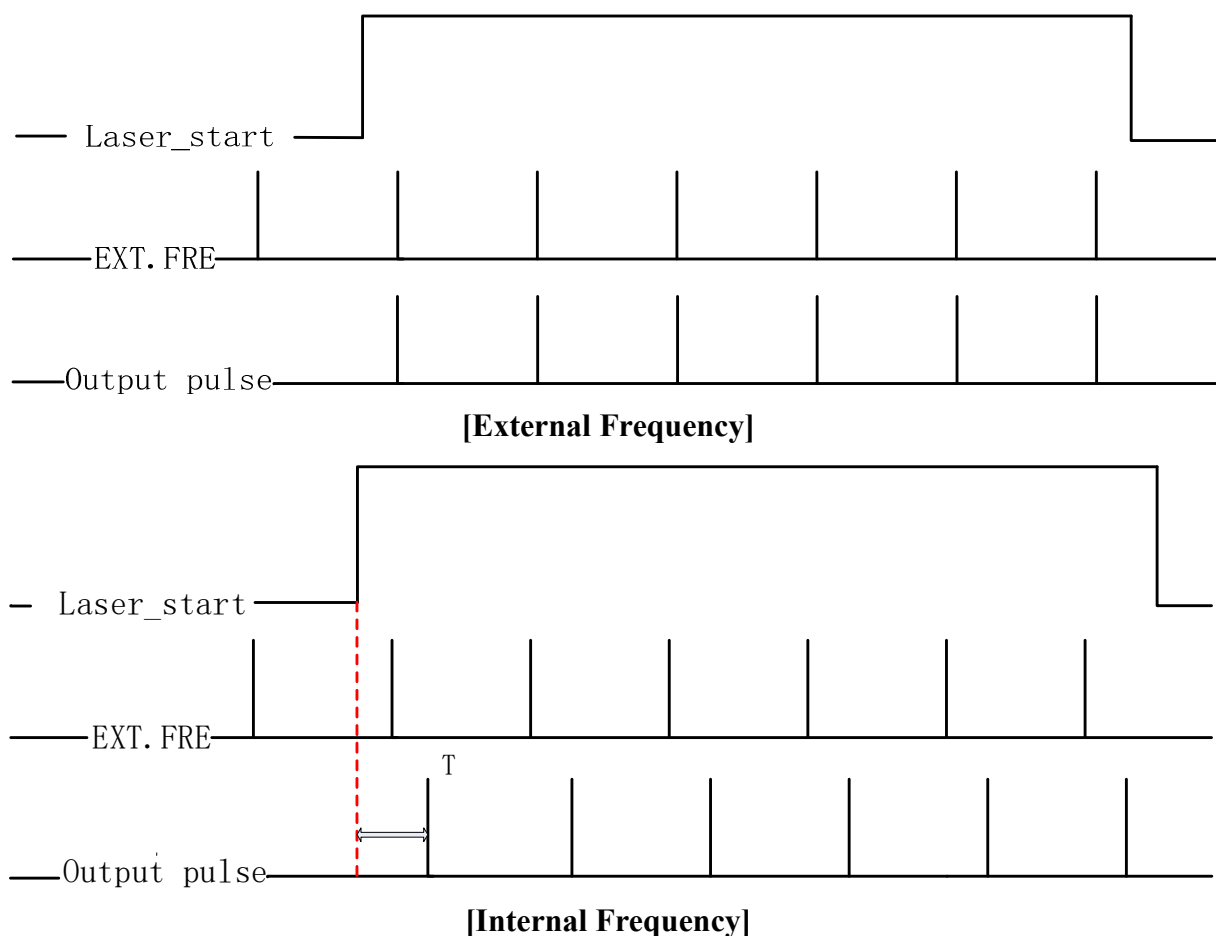 Laser_start
EXT.FRE
Output pulse
[External Frequency]
Laser_start
EXT.FRE
T
Output pulse
[Internal Frequency]